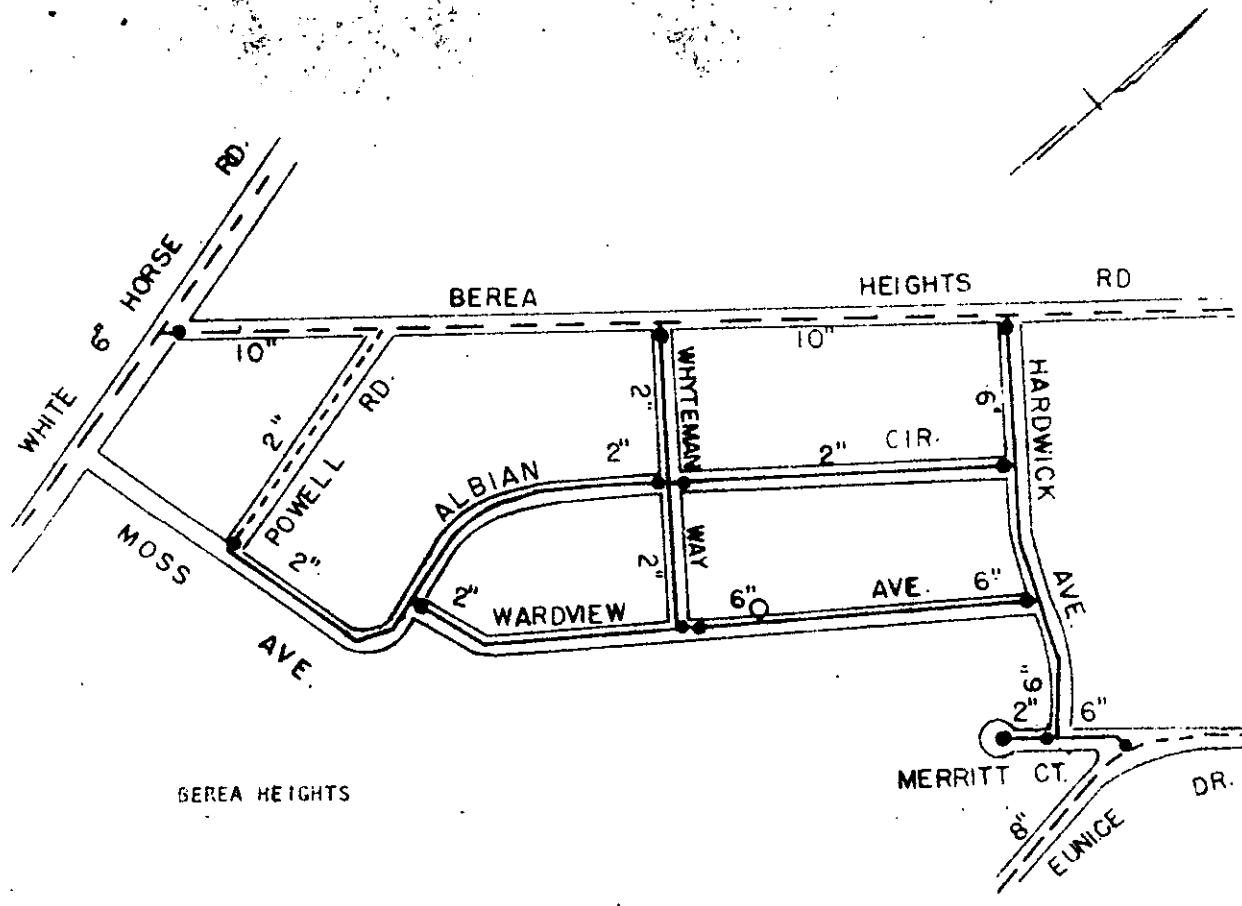 WHITE HORSE RD.
6"
BEREA HEIGHTS RD
10"
10"
2"
POWELL RD.
2"
WHYTEMAN WAY
2"
2"
ALBIAN CIR.
2"
6"
HARDWICK AVE.
MOSS AVE.
2"
2"
WARDVIEW AVE.
6"
6"
6"
2"
6"
MERRITT CT.
8"
EUNICE DR.
BEREA HEIGHTS